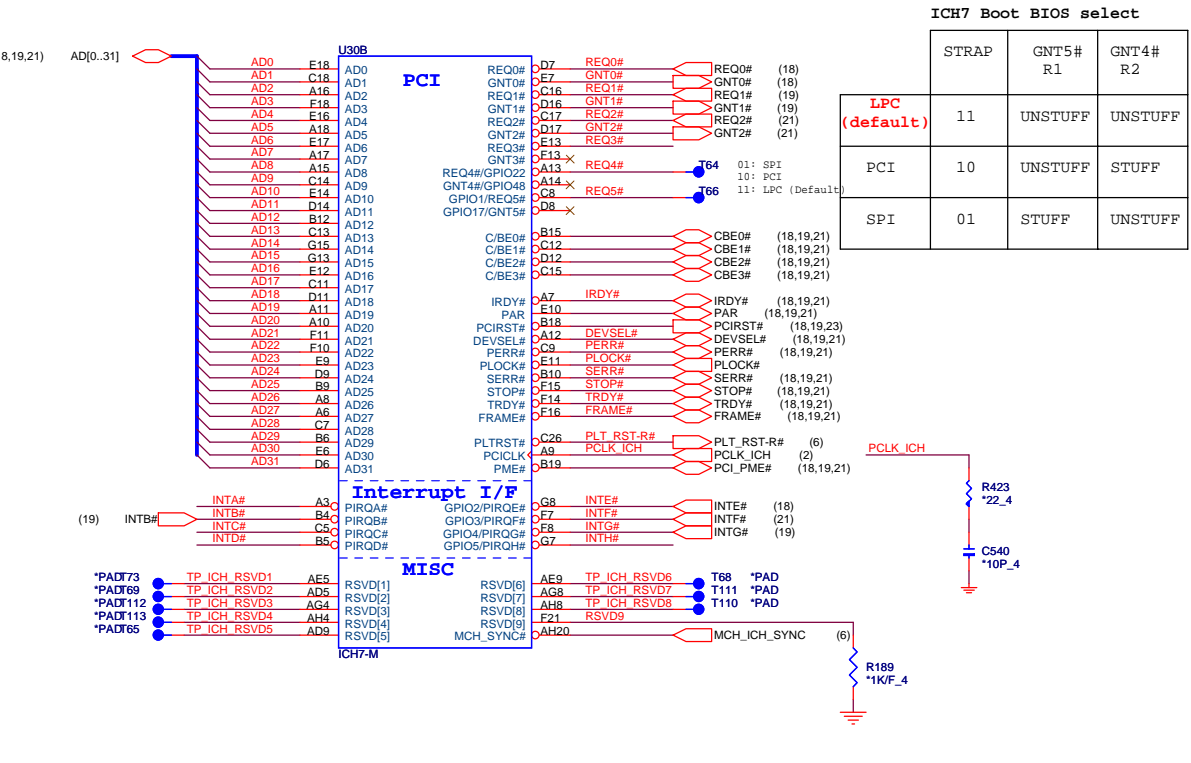 ICH7 Boot BIOS select
STRAP GNT5# R1 GNT4# R2
LPC (default) 11 UNSTUFF UNSTUFF
PCI 10 UNSTUFF STUFF
SPI 01 STUFF UNSTUFF
8,19,21) AD[0..31]
U30B
PCI
AD0 E18 AD0 REQ0# D7 REQ0# REQ0# (18)
AD1 C18 AD1 GNT0# E7 GNT0# GNT0# (18)
AD2 A16 AD2 REQ1# C16 REQ1# REQ1# (19)
AD3 F18 AD3 GNT1# D16 GNT1# GNT1# (19)
AD4 E16 AD4 REQ2# C17 REQ2# REQ2# (21)
AD5 A18 AD5 GNT2# D17 GNT2# GNT2# (21)
AD6 E17 AD6 REQ3# E13 REQ3#
AD7 A17 AD7 GNT3# F13
AD8 A15 AD8 REQ4#/GPIO22 A13 REQ4# T64 01: SPI
AD9 C14 AD9 GNT4#/GPIO48 A14 10: PCI
AD10 E14 AD10 GPIO1/REQ5# C8 REQ5# T66 11: LPC (Default)
AD11 D14 AD11 GPIO17/GNT5# D8
AD12 B12 AD12
AD13 C13 AD13 C/BE0# B15 CBE0# (18,19,21)
AD14 G15 AD14 C/BE1# C12 CBE1# (18,19,21)
AD15 G13 AD15 C/BE2# D12 CBE2# (18,19,21)
AD16 E12 AD16 C/BE3# C15 CBE3# (18,19,21)
AD17 C11 AD17
AD18 D11 AD18 IRDY# A7 IRDY# IRDY# (18,19,21)
AD19 A11 AD19 PAR E10 PAR (18,19,21)
AD20 A10 AD20 PCIRST# B18 PCIRST# (18,19,23)
AD21 F11 AD21 DEVSEL# A12 DEVSEL# DEVSEL# (18,19,21)
AD22 F10 AD22 PERR# C9 PERR# PERR# (18,19,21)
AD23 E9 AD23 PLOCK# E11 PLOCK# PLOCK#
AD24 D9 AD24 SERR# B10 SERR# SERR# (18,19,21)
AD25 B9 AD25 STOP# F15 STOP# STOP# (18,19,21)
AD26 A8 AD26 TRDY# F14 TRDY# TRDY# (18,19,21)
AD27 A6 AD27 FRAME# F16 FRAME# FRAME# (18,19,21)
AD28 C7 AD28
AD29 B6 AD29 PLTRST# C26 PLT_RST-R# PLT_RST-R# (6)
AD30 E6 AD30 PCICLK A9 PCLK_ICH PCLK_ICH (2)
AD31 D6 AD31 PME# B19 PCI_PME# (18,19,21)
PCLK_ICH
R423
*22_4
C540
*10P_4
Interrupt I/F
INTA# A3 PIRQA# GPIO2/PIRQE# G8 INTE# INTE# (18)
(19) INTB# INTB# B4 PIRQB# GPIO3/PIRQF# F7 INTF# INTF# (21)
INTC# C5 PIRQC# GPIO4/PIRQG# F8 INTG# INTG# (19)
INTD# B5 PIRQD# GPIO5/PIRQH# G7 INTH#
MISC
*PAD T73 TP_ICH_RSVD1 AE5 RSVD[1] RSVD[6] AE9 TP_ICH_RSVD6 T68 *PAD
*PAD T69 TP_ICH_RSVD2 AD5 RSVD[2] RSVD[7] AG8 TP_ICH_RSVD7 T111 *PAD
*PAD T112 TP_ICH_RSVD3 AG4 RSVD[3] RSVD[8] AH8 TP_ICH_RSVD8 T110 *PAD
*PAD T113 TP_ICH_RSVD4 AH4 RSVD[4] RSVD[9] F21 RSVD9
*PAD T65 TP_ICH_RSVD5 AD9 RSVD[5] MCH_SYNC# AH20 MCH_ICH_SYNC (6)
ICH7-M
R189
*1K/F_4